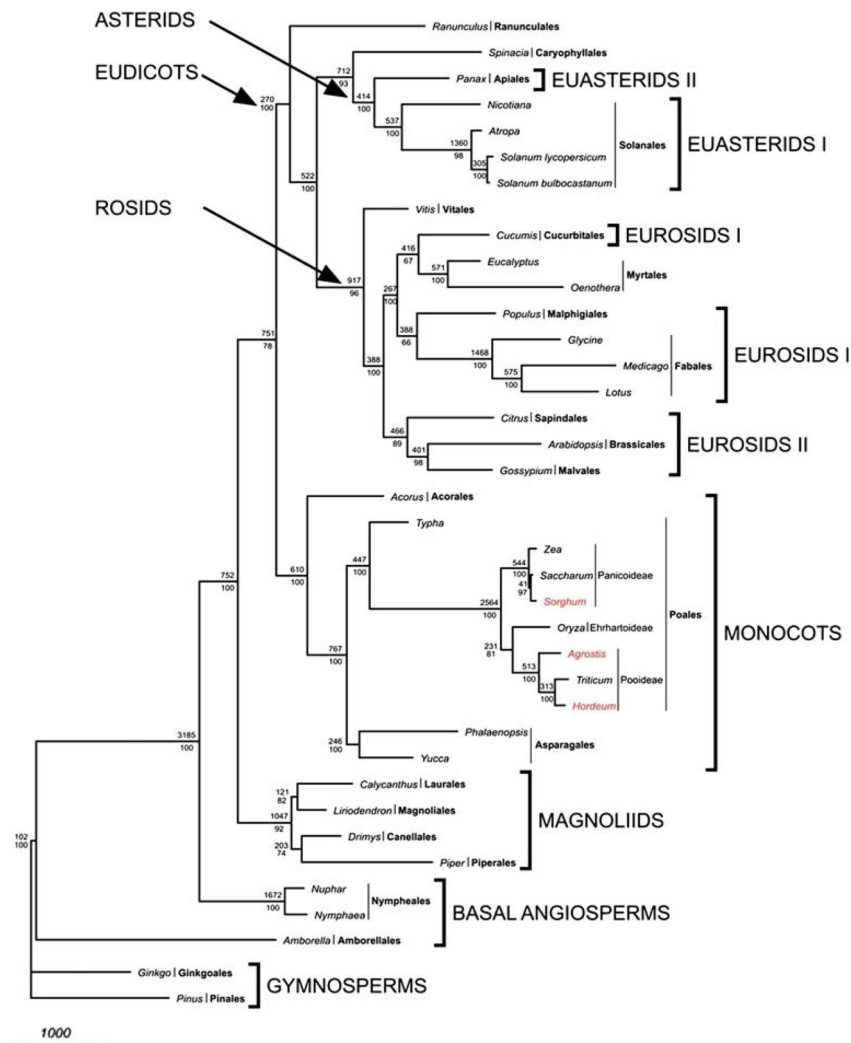 ASTERIDS
Ranunculus | Ranunculales
Spinacia | Caryophyllales
EUDICOTS
712
93
Panax | Apiales
EUASTERIDS II
270
100
414
100
Nicotiana
537
100
Atropa
1360
98
Solanales
EUASTERIDS I
305
100
Solanum lycopersicum
522
100
Solanum bulbocastanum
ROSIDS
Vitis | Vitales
Cucumis | Cucurbitales
EUROSIDS I
416
67
Eucalyptus
571
100
Myrtales
917
96
Oenothera
267
100
Populus | Malphigiales
388
66
Glycine
751
78
1468
100
EUROSIDS I
388
100
Medicago
Fabales
575
100
Lotus
Citrus | Sapindales
466
89
Arabidopsis | Brassicales
EUROSIDS II
401
98
Gossypium | Malvales
Acorus | Acorales
Typha
Zea
447
100
544
100
610
100
Saccharum
Panicoideae
752
100
41
97
Sorghum
2564
100
Poales
Oryza | Ehrhartoideae
MONOCOTS
231
81
767
100
Agrostis
513
100
Triticum
Pooideae
313
100
Hordeum
Phalaenopsis
3185
100
246
100
Asparagales
Yucca
Calycanthus | Laurales
121
82
Liriodendron | Magnoliales
1047
92
MAGNOLIIDS
Drimys | Canellales
203
74
102
100
Piper | Piperales
Nuphar
1672
100
Nympheales
Nymphaea
BASAL ANGIOSPERMS
Amborella | Amborellales
Ginkgo | Ginkgoales
GYMNOSPERMS
Pinus | Pinales
1000